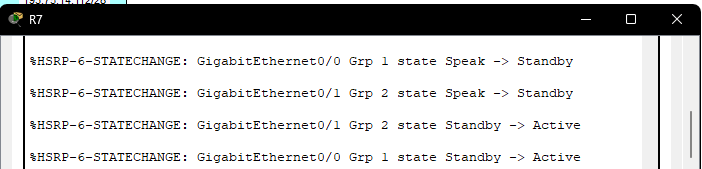 R7
%HSRP-6-STATECHANGE: GigabitEthernet0/0 Grp 1 state Speak -> Standby
%HSRP-6-STATECHANGE: GigabitEthernet0/1 Grp 2 state Speak -> Standby
%HSRP-6-STATECHANGE: GigabitEthernet0/1 Grp 2 state Standby -> Active
%HSRP-6-STATECHANGE: GigabitEthernet0/0 Grp 1 state Standby -> Active